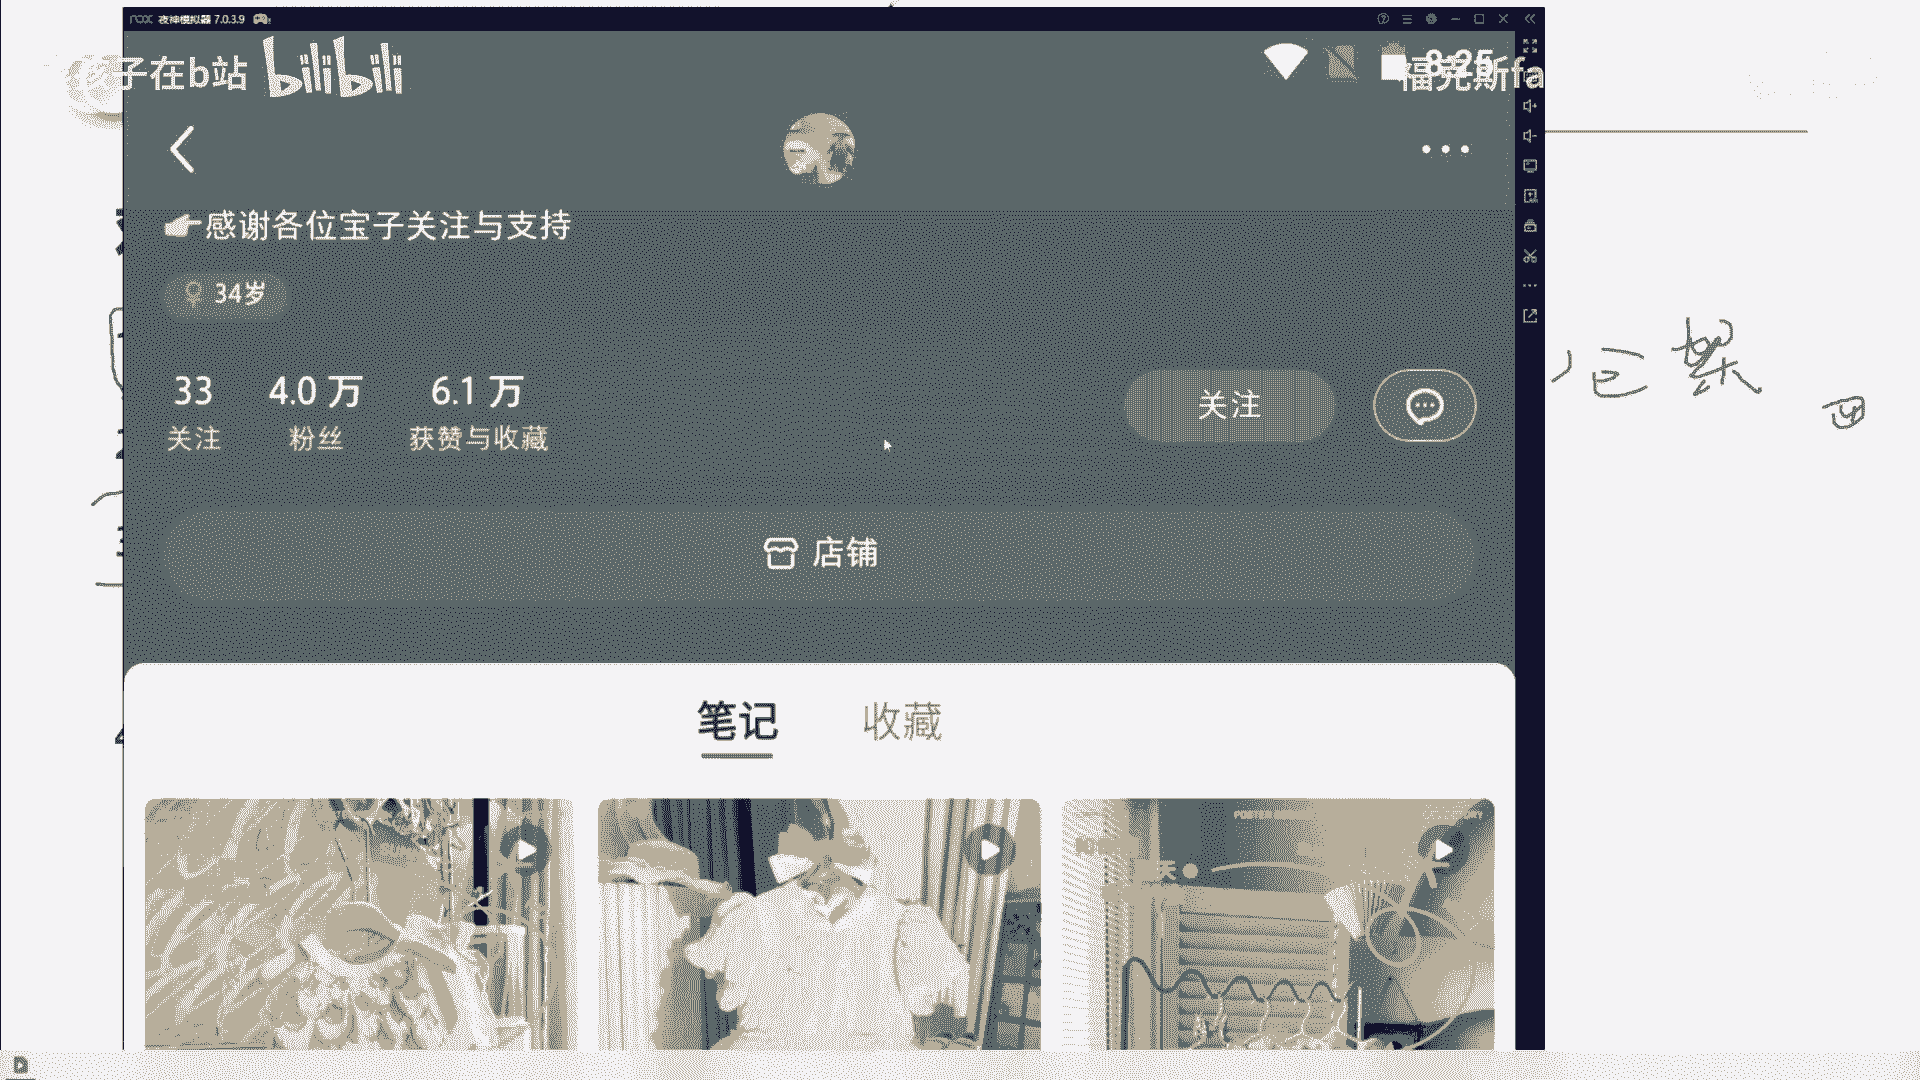 nox 夜神模拟器 7.0.3.9
子在b站 bilibili
8:25
福克斯fa
感谢各位宝子关注与支持
♀ 34岁
33 4.0万 6.1万
关注 粉丝 获赞与收藏
关注
店铺
笔记 收藏
天